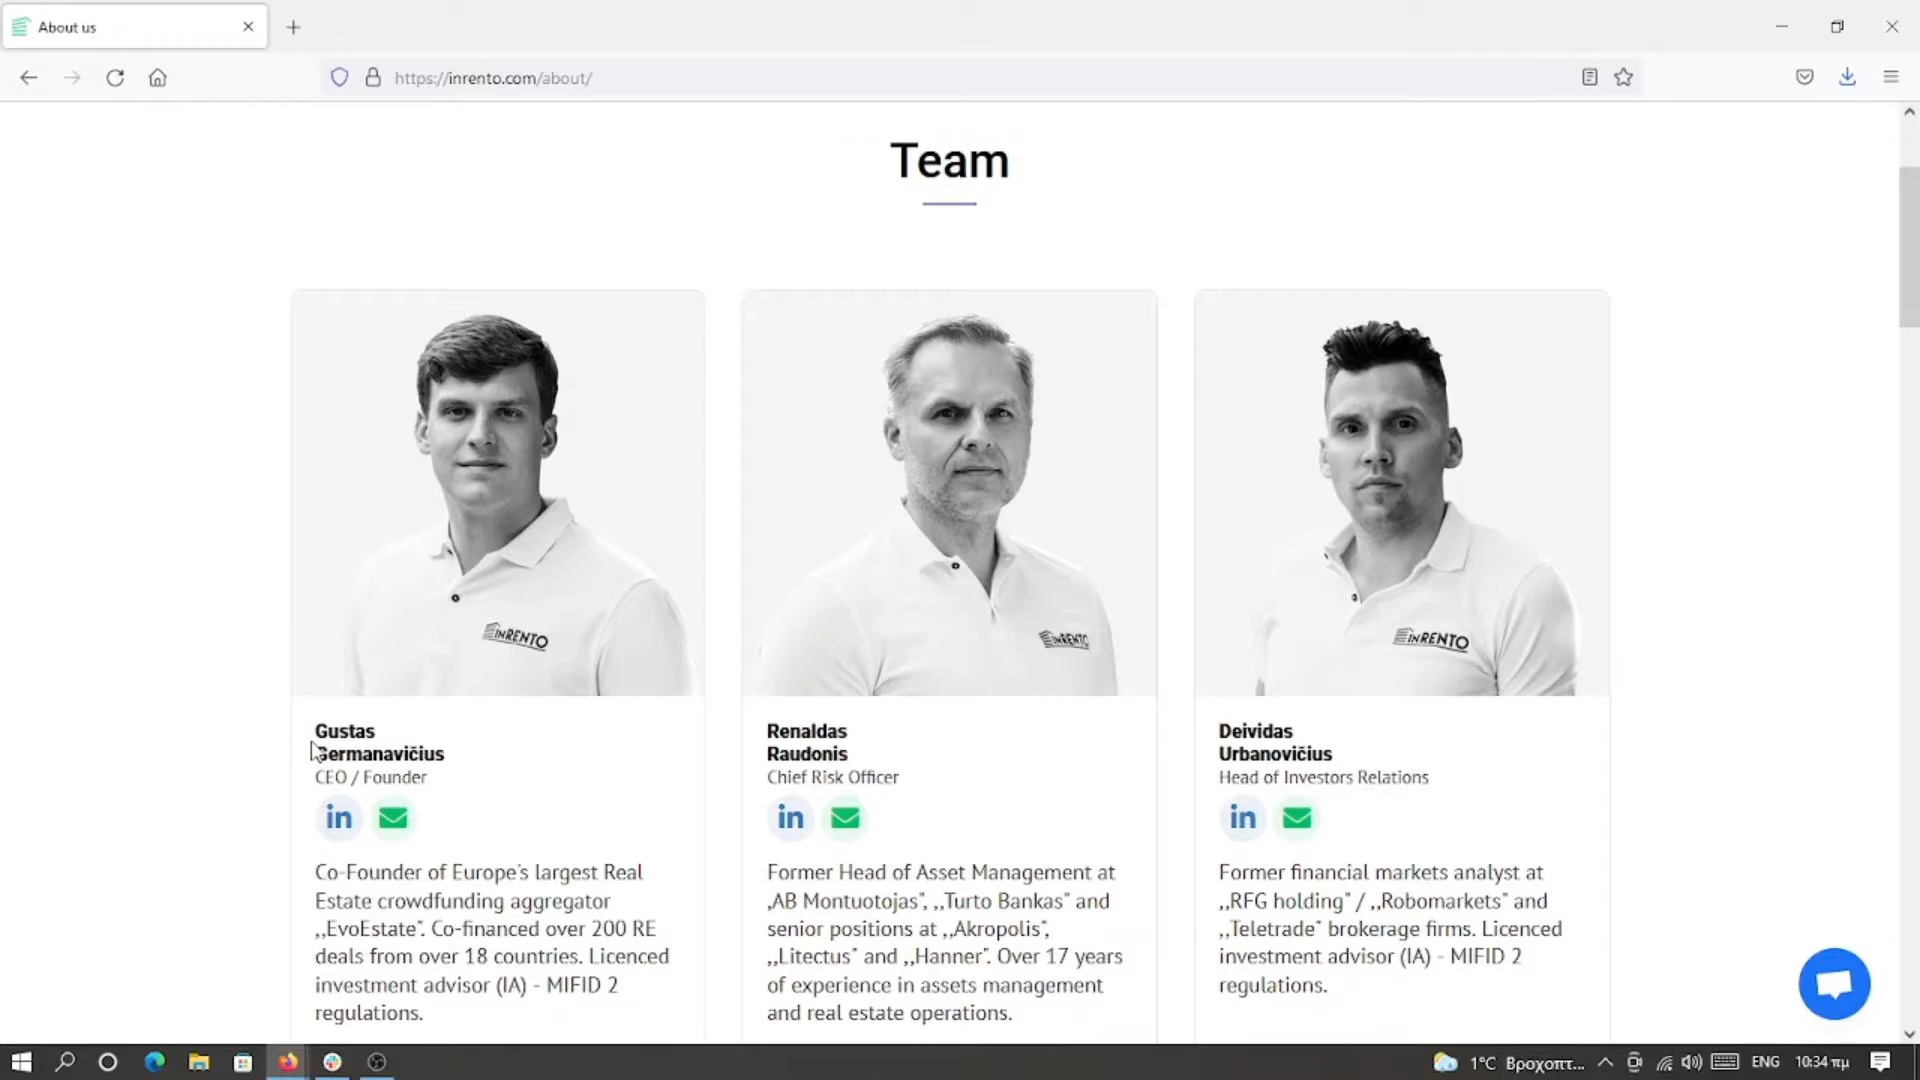 About us
https://inrento.com/about/
Team
inRENTO
inRENTO
inRENTO
Gustas
Germanavičius
CEO / Founder
in
Co-Founder of Europe's largest Real
Estate crowdfunding aggregator
,,EvoEstate". Co-financed over 200 RE
deals from over 18 countries. Licenced
investment advisor (IA) - MIFID 2
regulations.
Renaldas
Raudonis
Chief Risk Officer
in
Former Head of Asset Management at
,AB Montuotojas", ,,Turto Bankas" and
senior positions at ,,Akropolis",
,,Litectus" and ,,Hanner". Over 17 years
of experience in assets management
and real estate operations.
Deividas
Urbanovičius
Head of Investors Relations
in
Former financial markets analyst at
,,RFG holding" / ,,Robomarkets" and
,,Teletrade" brokerage firms. Licenced
investment advisor (IA) - MIFID 2
regulations.
1°C Βροχοπτ... ENG 10:34 πμ